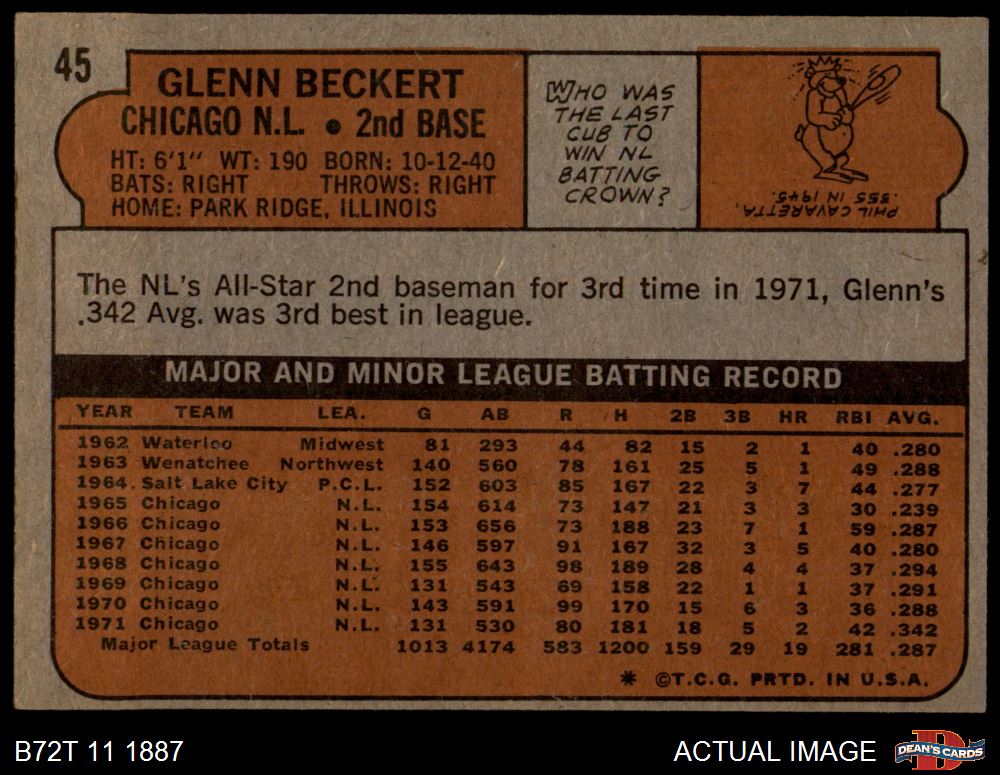 45
GLENN BECKERT
CHICAGO N.L. • 2nd BASE
HT: 6'1" WT: 190 BORN: 10-12-40
BATS: RIGHT THROWS: RIGHT
HOME: PARK RIDGE, ILLINOIS
WHO WAS
THE LAST
CUB TO
WIN NL
BATTING
CROWN?
PHIL CAVARETTA,
.355 IN 1945.
The NL's All-Star 2nd baseman for 3rd time in 1971, Glenn's
.342 Avg. was 3rd best in league.
MAJOR AND MINOR LEAGUE BATTING RECORD
YEAR TEAM LEA. G AB R H 2B 3B HR RBI AVG.
1962 Waterloo Midwest 81 293 44 82 15 2 1 40 .280
1963 Wenatchee Northwest 140 560 78 161 25 5 1 49 .288
1964 Salt Lake City P.C.L. 152 603 85 167 22 3 7 44 .277
1965 Chicago N.L. 154 614 73 147 21 3 3 30 .239
1966 Chicago N.L. 153 656 73 188 23 7 1 59 .287
1967 Chicago N.L. 146 597 91 167 32 3 5 40 .280
1968 Chicago N.L. 155 643 98 189 28 4 4 37 .294
1969 Chicago N.L. 131 543 69 158 22 1 1 37 .291
1970 Chicago N.L. 143 591 99 170 15 6 3 36 .288
1971 Chicago N.L. 131 530 80 181 18 5 2 42 .342
Major League Totals 1013 4174 583 1200 159 29 19 281 .287
* ©T.C.G. PRTD. IN U.S.A.
B72T 11 1887
ACTUAL IMAGE
D
DEAN'S CARDS